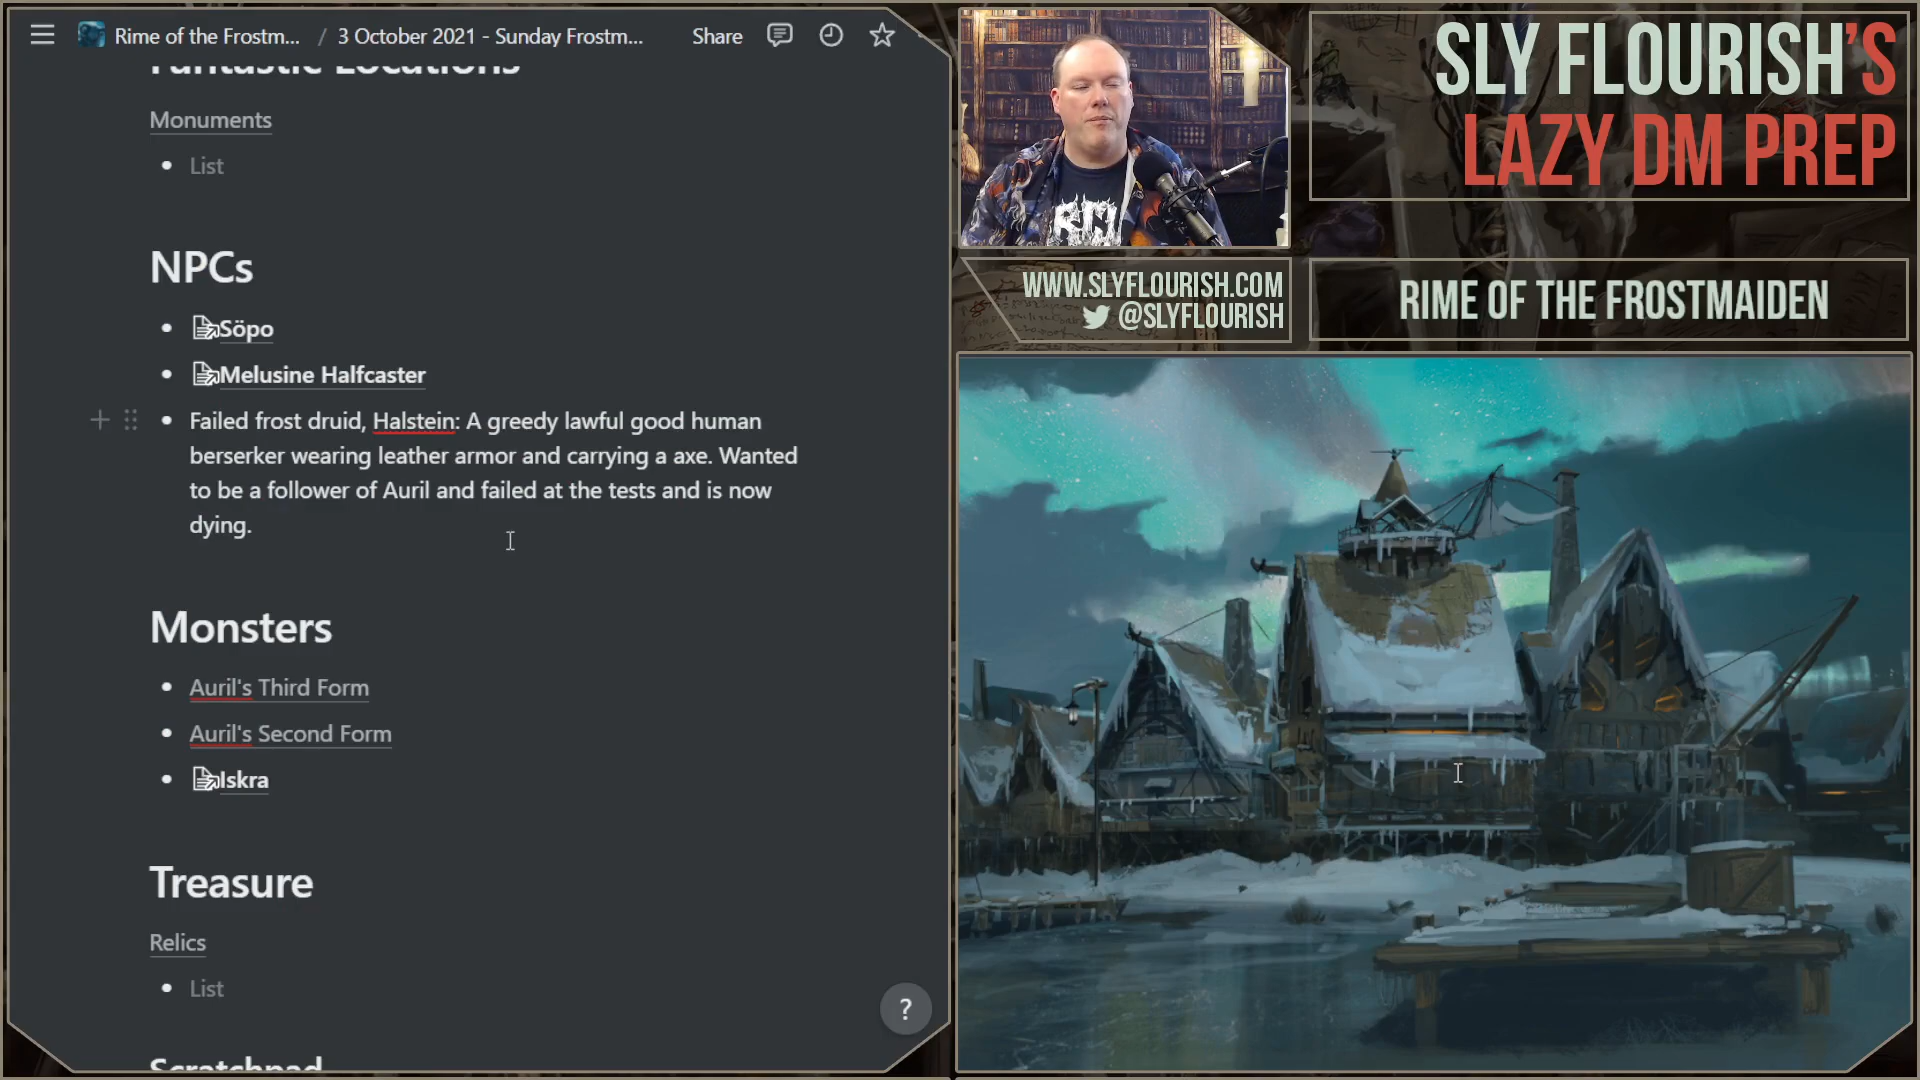 Rime of the Frostm... / 3 October 2021 - Sunday Frostm... Share
Fantastic Locations
Monuments
List
NPCs
Söpo
Melusine Halfcaster
Failed frost druid, Halstein: A greedy lawful good human
berserker wearing leather armor and carrying a axe. Wanted
to be a follower of Auril and failed at the tests and is now
dying.
Monsters
Auril's Third Form
Auril's Second Form
Iskra
Treasure
Relics
List
Scratchpad
?
SLY FLOURISH'S
LAZY DM PREP
WWW.SLYFLOURISH.COM
@SLYFLOURISH
RIME OF THE FROSTMAIDEN